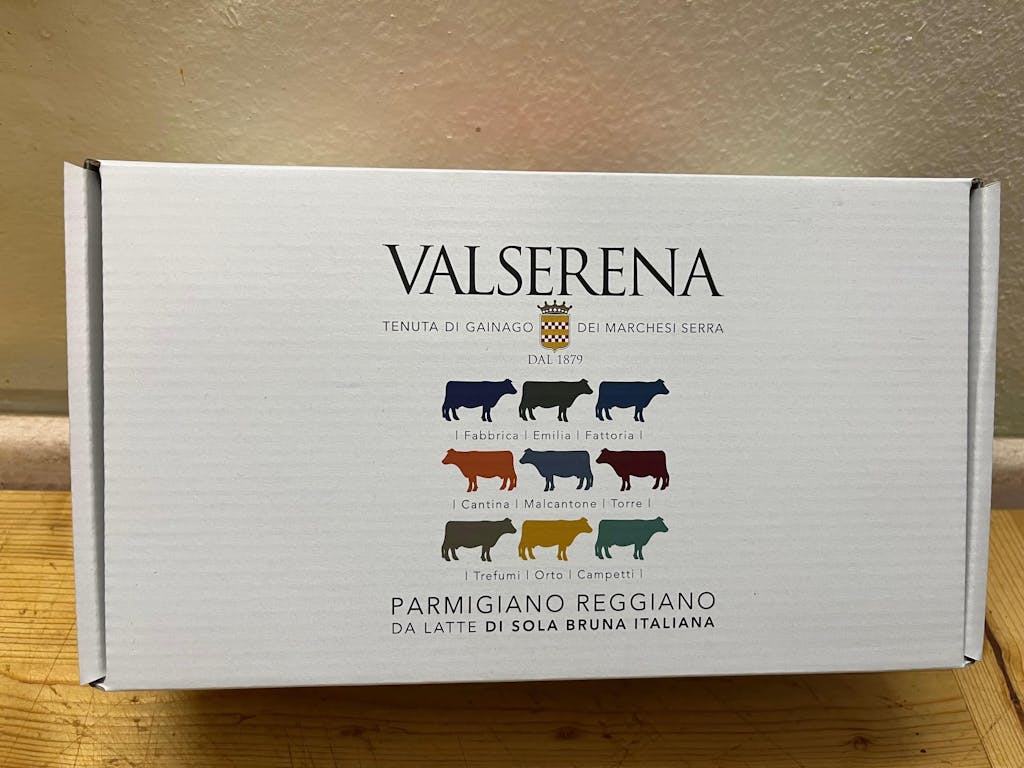 VALSERENA
TENUTA DI GAINAGO DEI MARCHESI SERRA
DAL 1879
| Fabbrica | Emilia | Fattoria |
| Cantina | Malcantone | Torre |
| Trefumi | Orto | Campetti |
PARMIGIANO REGGIANO
DA LATTE DI SOLA BRUNA ITALIANA